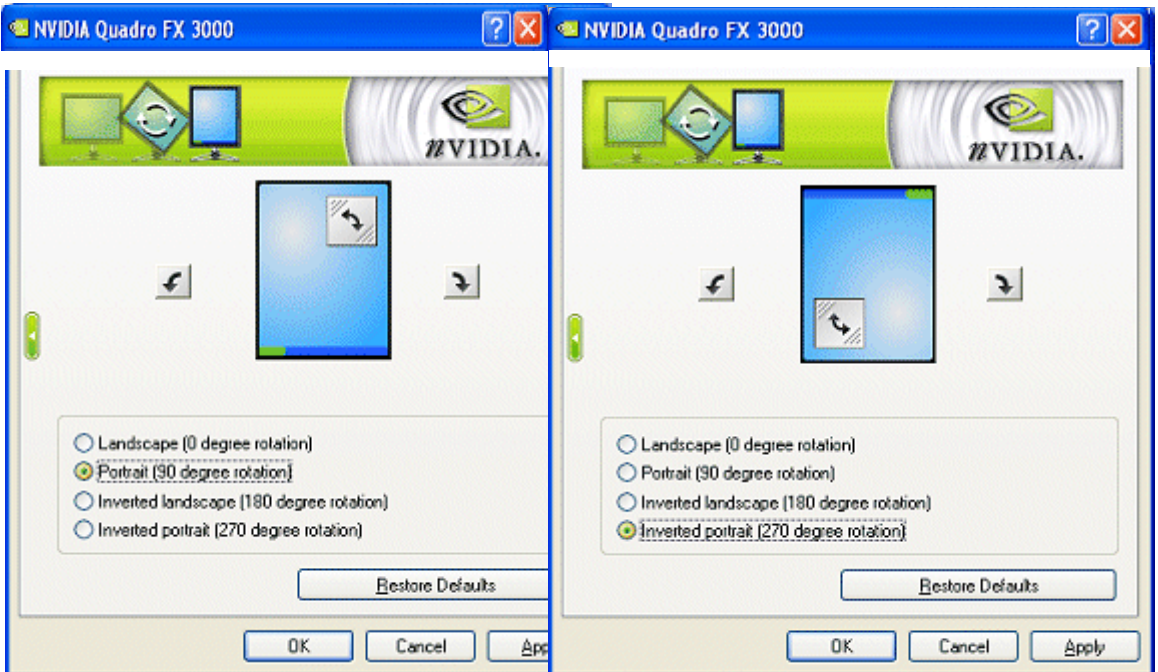 NVIDIA Quadro FX 3000
?
X
NVIDIA.
Landscape (0 degree rotation)
Portrait (90 degree rotation)
Inverted landscape (180 degree rotation)
Inverted portrait (270 degree rotation)
Restore Defaults
OK
Cancel
App
NVIDIA Quadro FX 3000
?
X
NVIDIA.
Landscape (0 degree rotation)
Portrait (90 degree rotation)
Inverted landscape (180 degree rotation)
Inverted portrait (270 degree rotation)
Restore Defaults
OK
Cancel
Apply